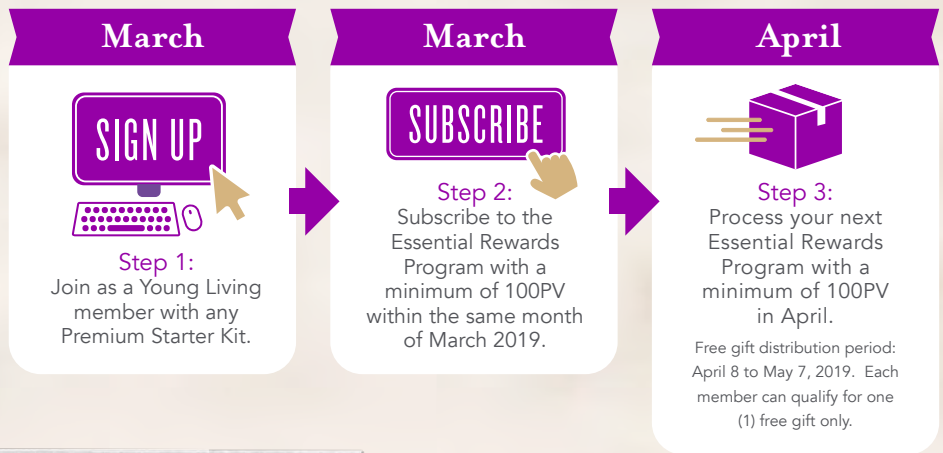 March
SIGN UP
Step 1:
Join as a Young Living
member with any
Premium Starter Kit.
March
SUBSCRIBE
Step 2:
Subscribe to the
Essential Rewards
Program with a
minimum of 100PV
within the same month
of March 2019.
April
Step 3:
Process your next
Essential Rewards
Program with a
minimum of 100PV
in April.
Free gift distribution period:
April 8 to May 7, 2019.  Each
member can qualify for one
(1) free gift only.